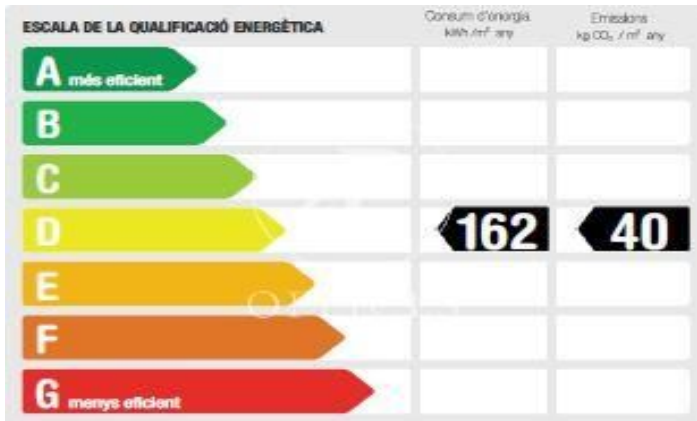 ESCALA DE LA QUALIFICACIÓ ENERGÈTICA
Consum d'energia
kWh /m² any
Emissions
kg CO₂ / m² any
A més eficient
B
C
D 162 40
E
F
G menys eficient